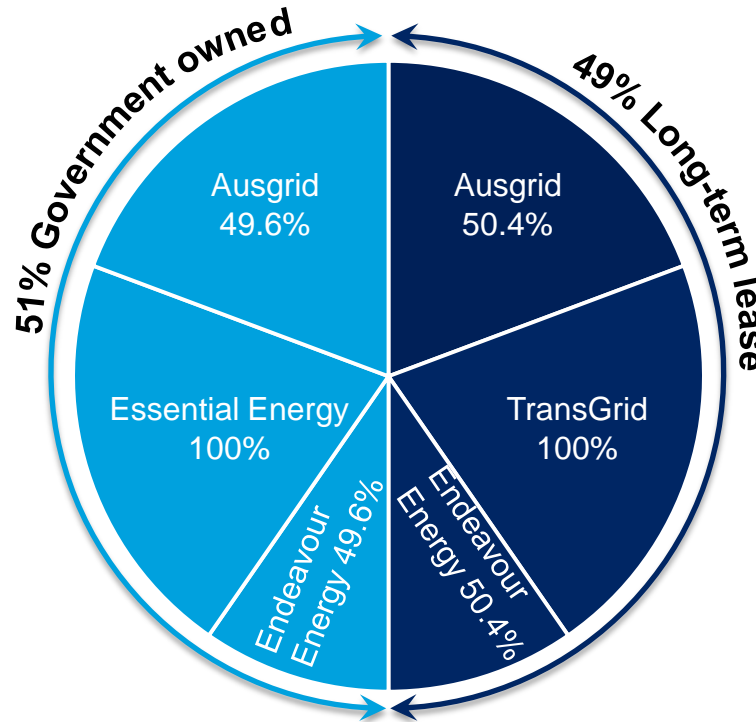 51% Government owned
49% Long-term lease
Ausgrid
49.6%
Ausgrid
50.4%
Essential Energy
100%
TransGrid
100%
Endeavour
Energy 49.6%
Endeavour
Energy 50.4%